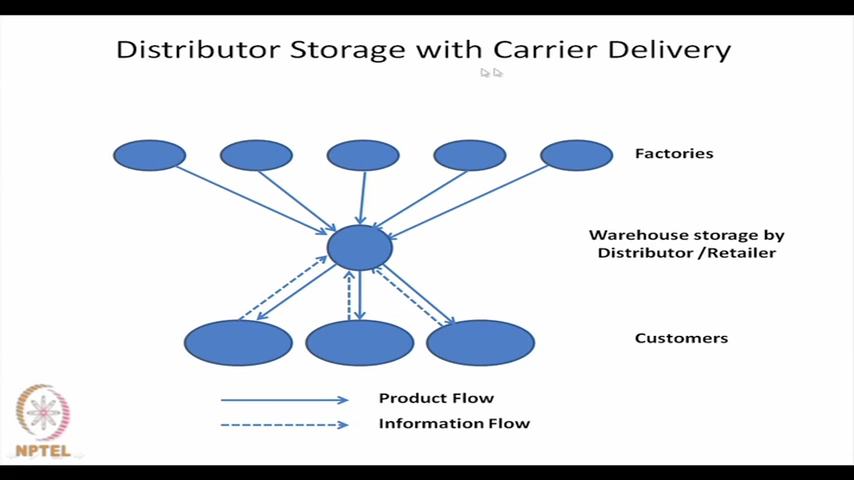 Distributor Storage with Carrier Delivery
Factories
Warehouse storage by
Distributor /Retailer
Customers
Product Flow
Information Flow
NPTEL